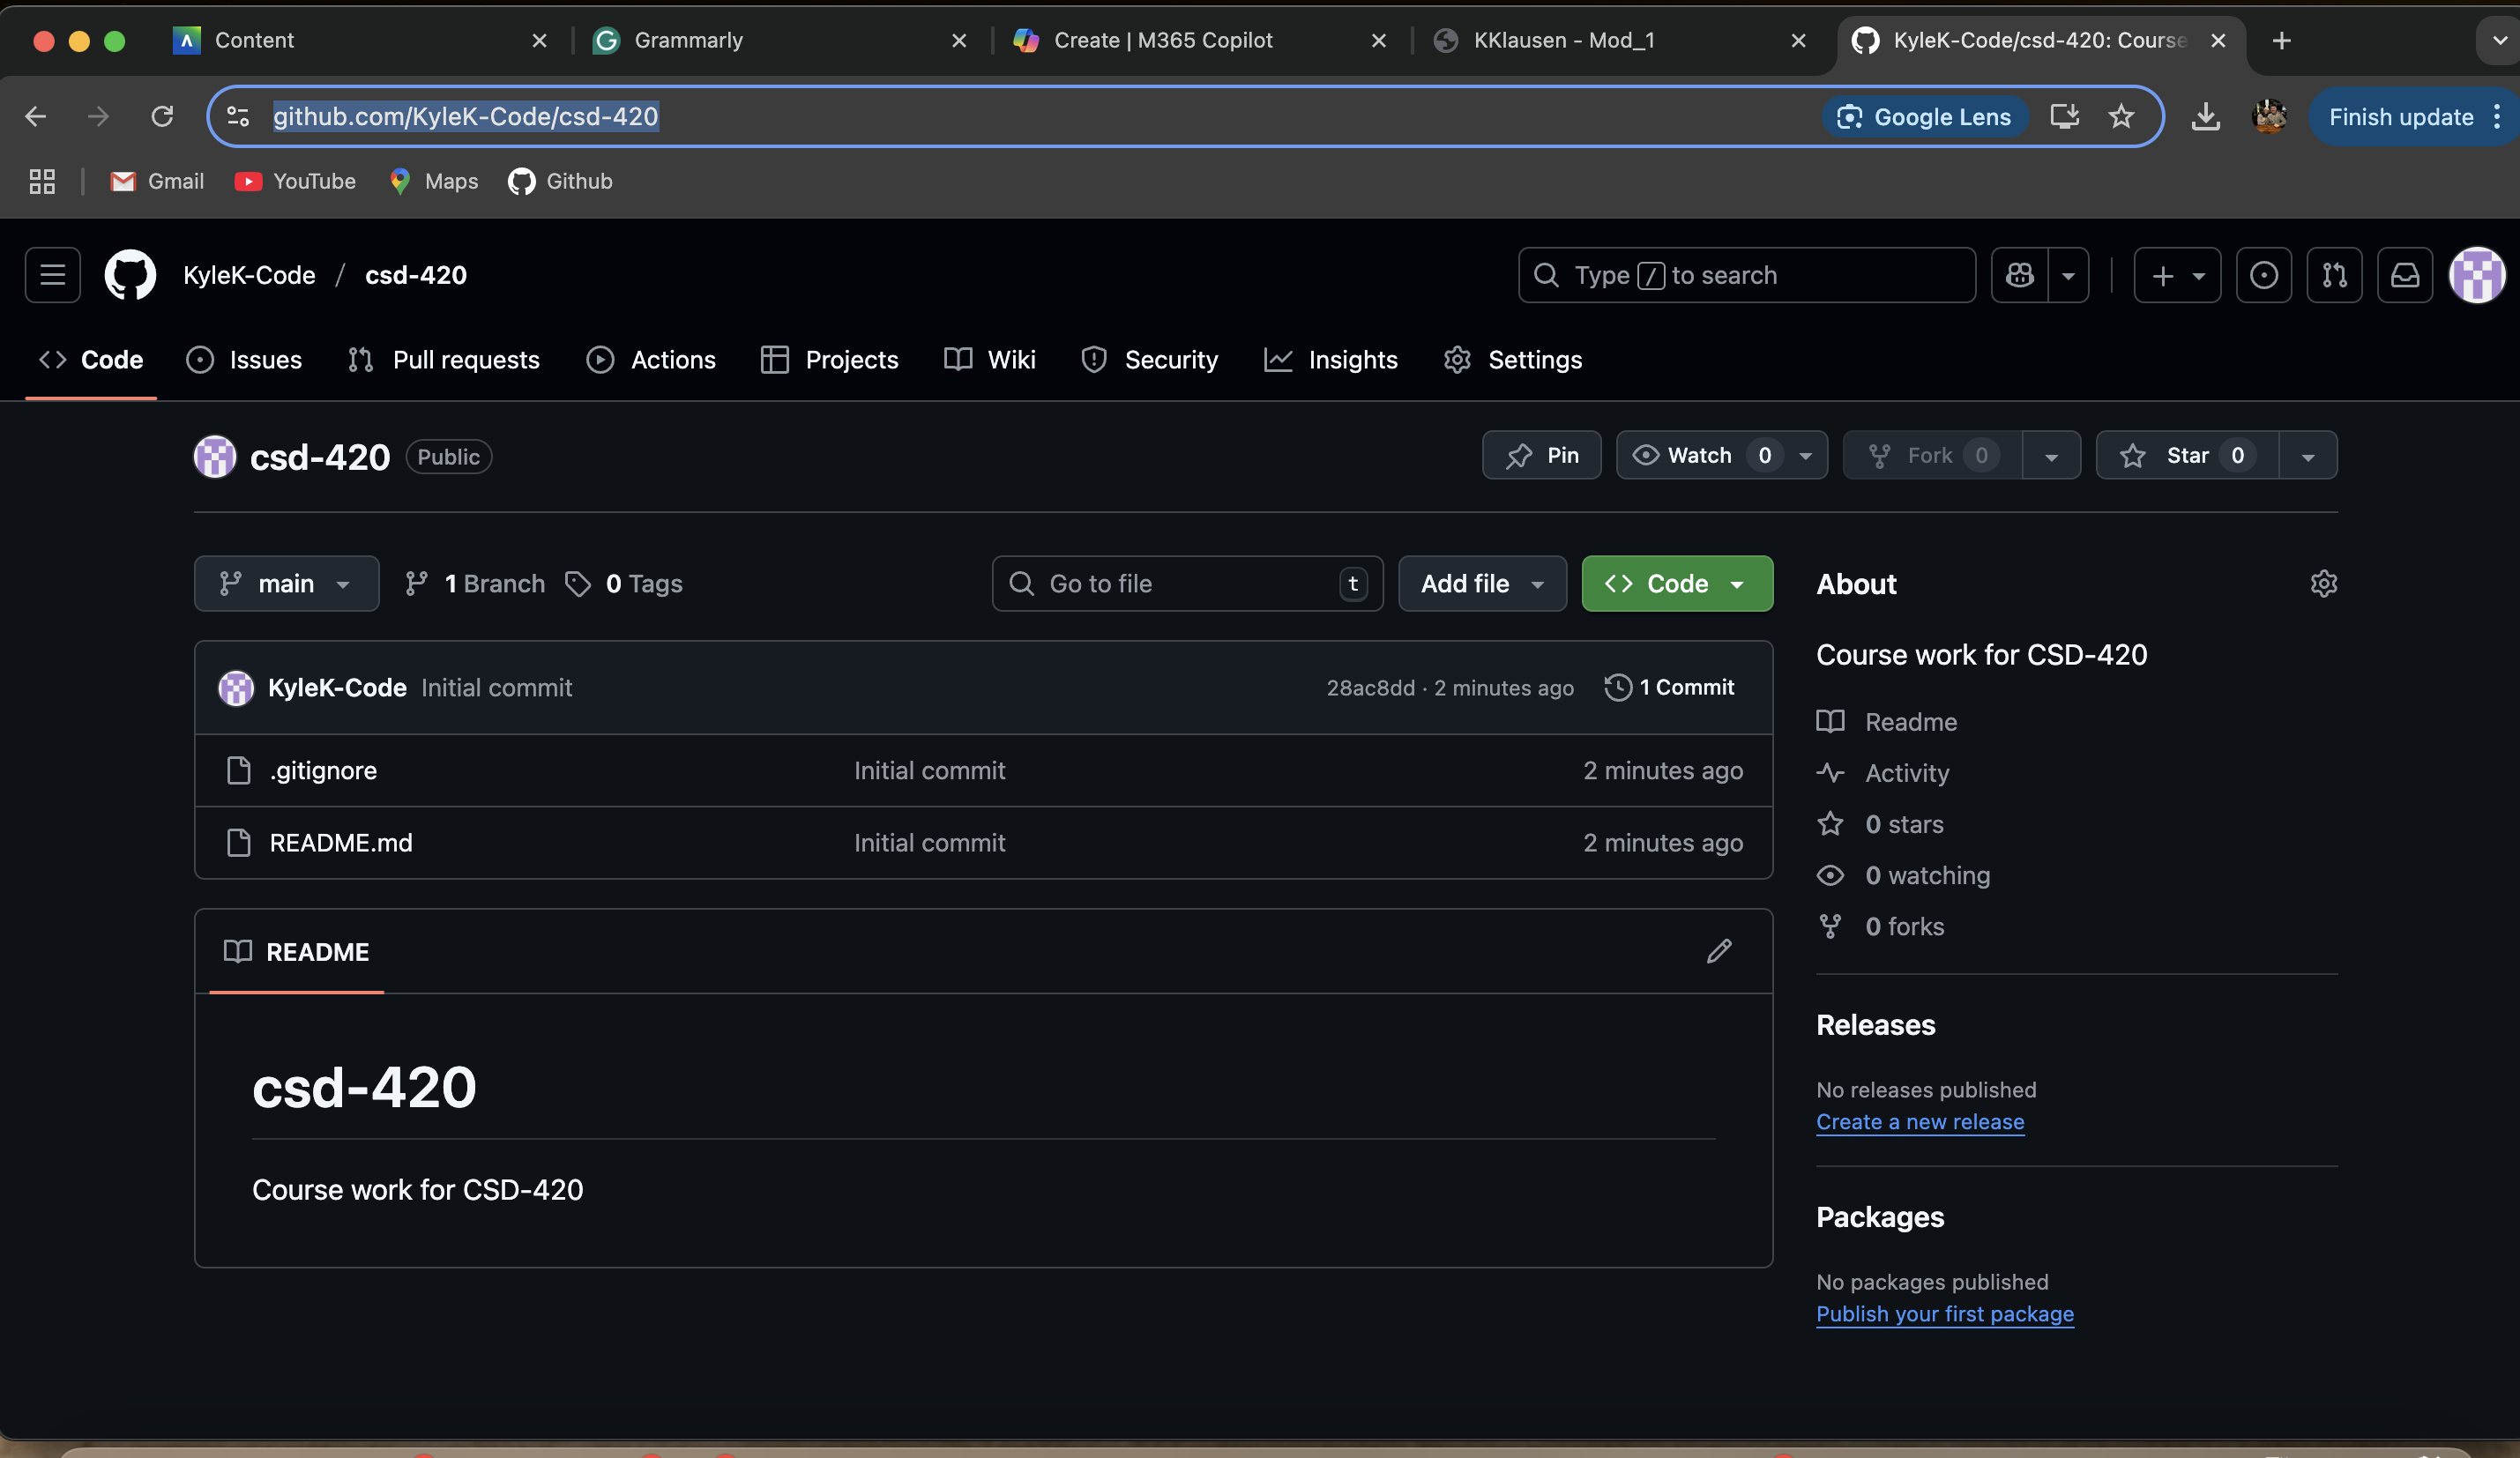 Content
Grammarly
Create | M365 Copilot
KKlausen - Mod_1
KyleK-Code/csd-420: Course
github.com/KyleK-Code/csd-420
Google Lens
Finish update
Gmail
YouTube
Maps
Github
KyleK-Code / csd-420
Type / to search
Code
Issues
Pull requests
Actions
Projects
Wiki
Security
Insights
Settings
csd-420 Public
Pin
Watch 0
Fork 0
Star 0
main
1 Branch
0 Tags
Go to file t
Add file
Code
KyleK-Code Initial commit 28ac8dd · 2 minutes ago 1 Commit
.gitignore Initial commit 2 minutes ago
README.md Initial commit 2 minutes ago
README
csd-420
Course work for CSD-420
About
Course work for CSD-420
Readme
Activity
0 stars
0 watching
0 forks
Releases
No releases published
Create a new release
Packages
No packages published
Publish your first package